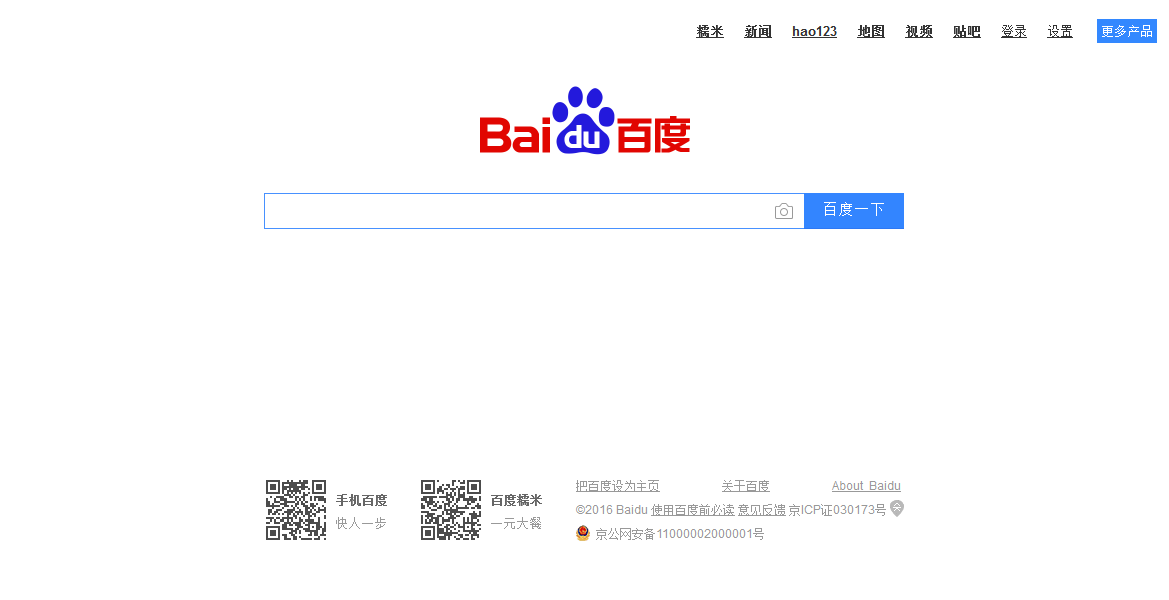 糯米 新闻 hao123 地图 视频 贴吧 登录 设置 更多产品
Bai du 百度
百度一下
手机百度
快人一步
百度糯米
一元大餐
把百度设为主页 关于百度 About Baidu
©2016 Baidu 使用百度前必读 意见反馈 京ICP证030173号
京公网安备11000002000001号